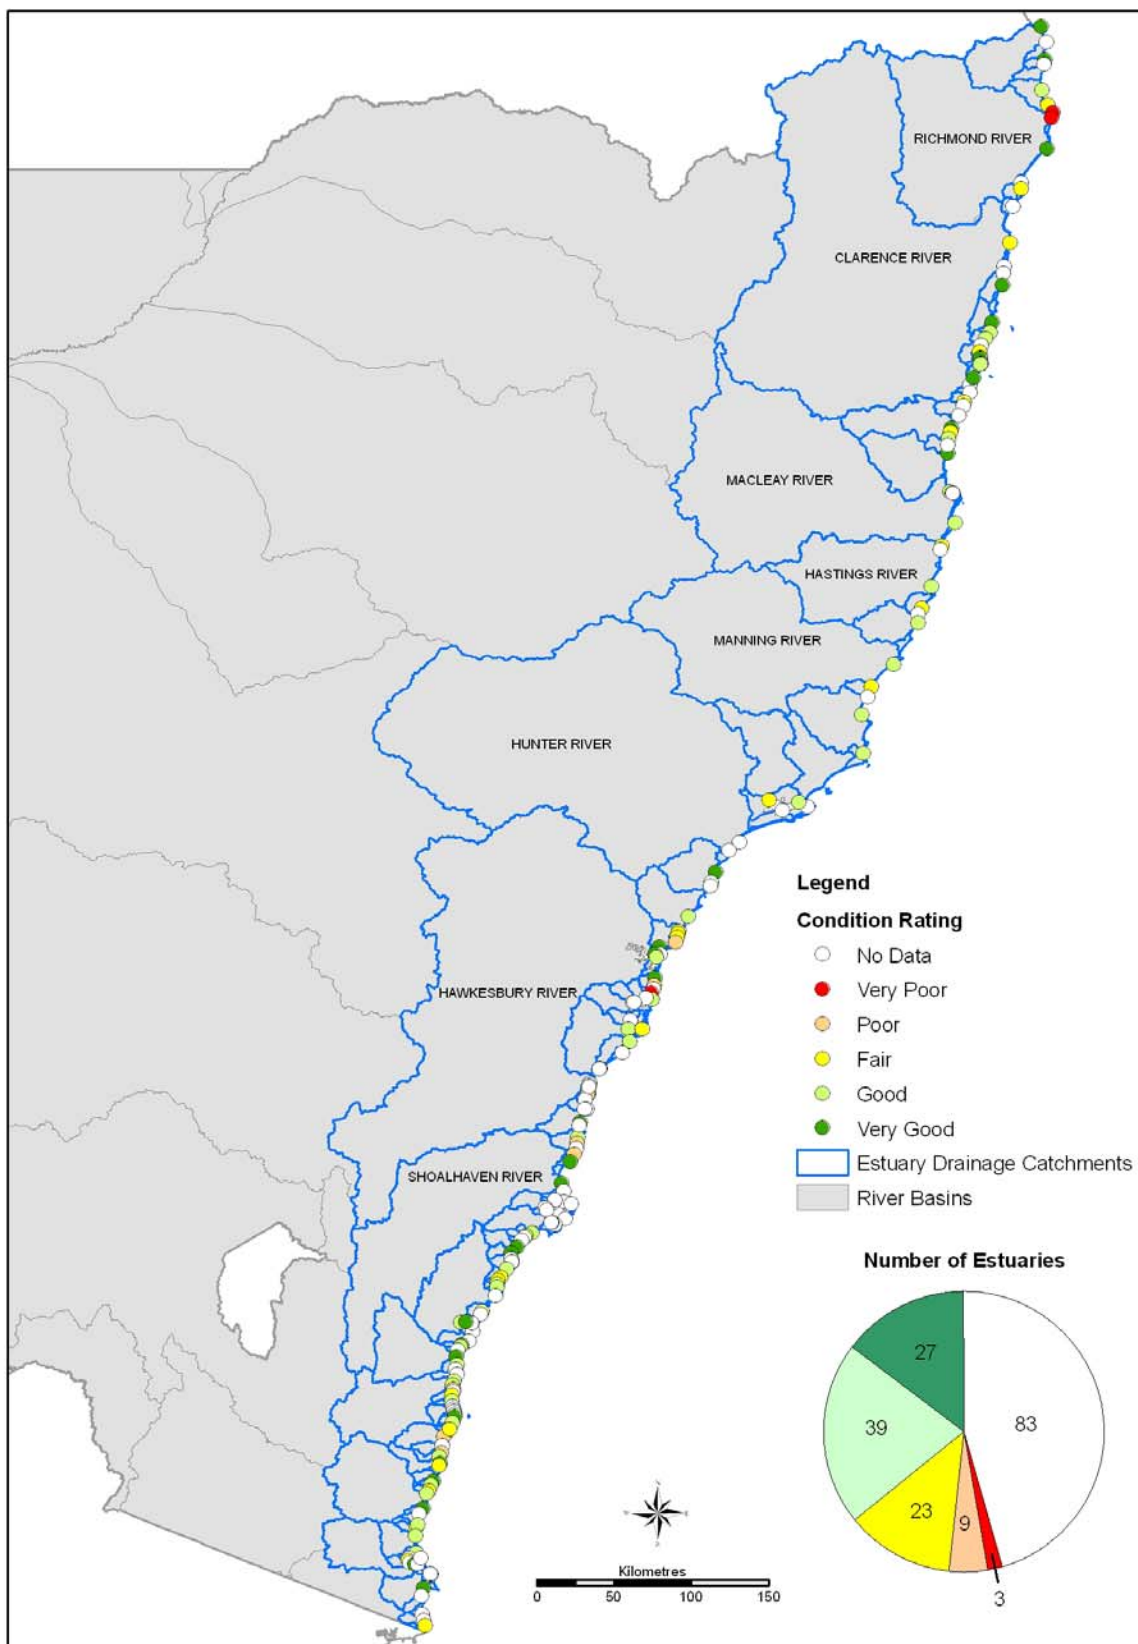 RICHMOND RIVER
CLARENCE RIVER
MACLEAY RIVER
HASTINGS RIVER
MANNING RIVER
HUNTER RIVER
HAWKESBURY RIVER
SHOALHAVEN RIVER
Legend
Condition Rating
No Data
Very Poor
Poor
Fair
Good
Very Good
Estuary Drainage Catchments
River Basins
Number of Estuaries
27
83
39
23
9
3
Kilometres
0 50 100 150